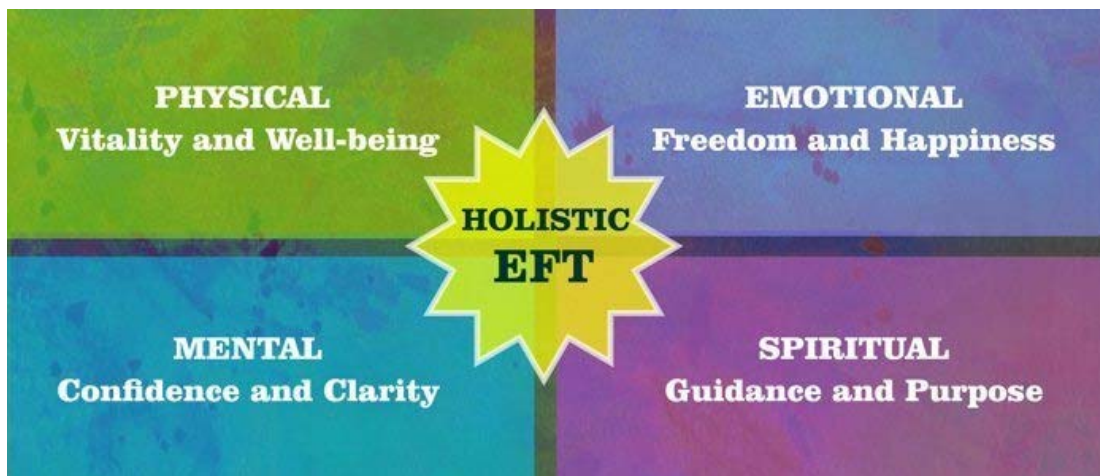 PHYSICAL
Vitality and Well-being
EMOTIONAL
Freedom and Happiness
HOLISTIC
EFT
MENTAL
Confidence and Clarity
SPIRITUAL
Guidance and Purpose